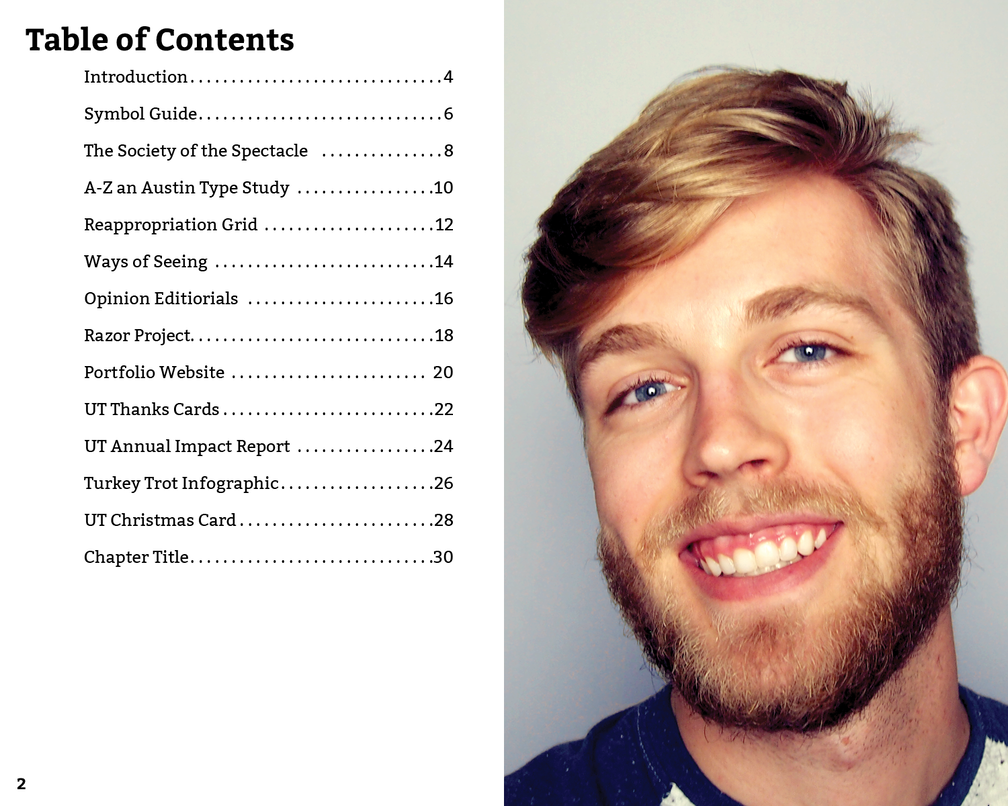 Table of Contents
Introduction...............................4
Symbol Guide..............................6
The Society of the Spectacle ...............8
A-Z an Austin Type Study .................10
Reappropriation Grid .....................12
Ways of Seeing ...........................14
Opinion Editiorials .......................16
Razor Project..............................18
Portfolio Website ........................ 20
UT Thanks Cards..........................22
UT Annual Impact Report .................24
Turkey Trot Infographic...................26
UT Christmas Card........................28
Chapter Title..............................30
2